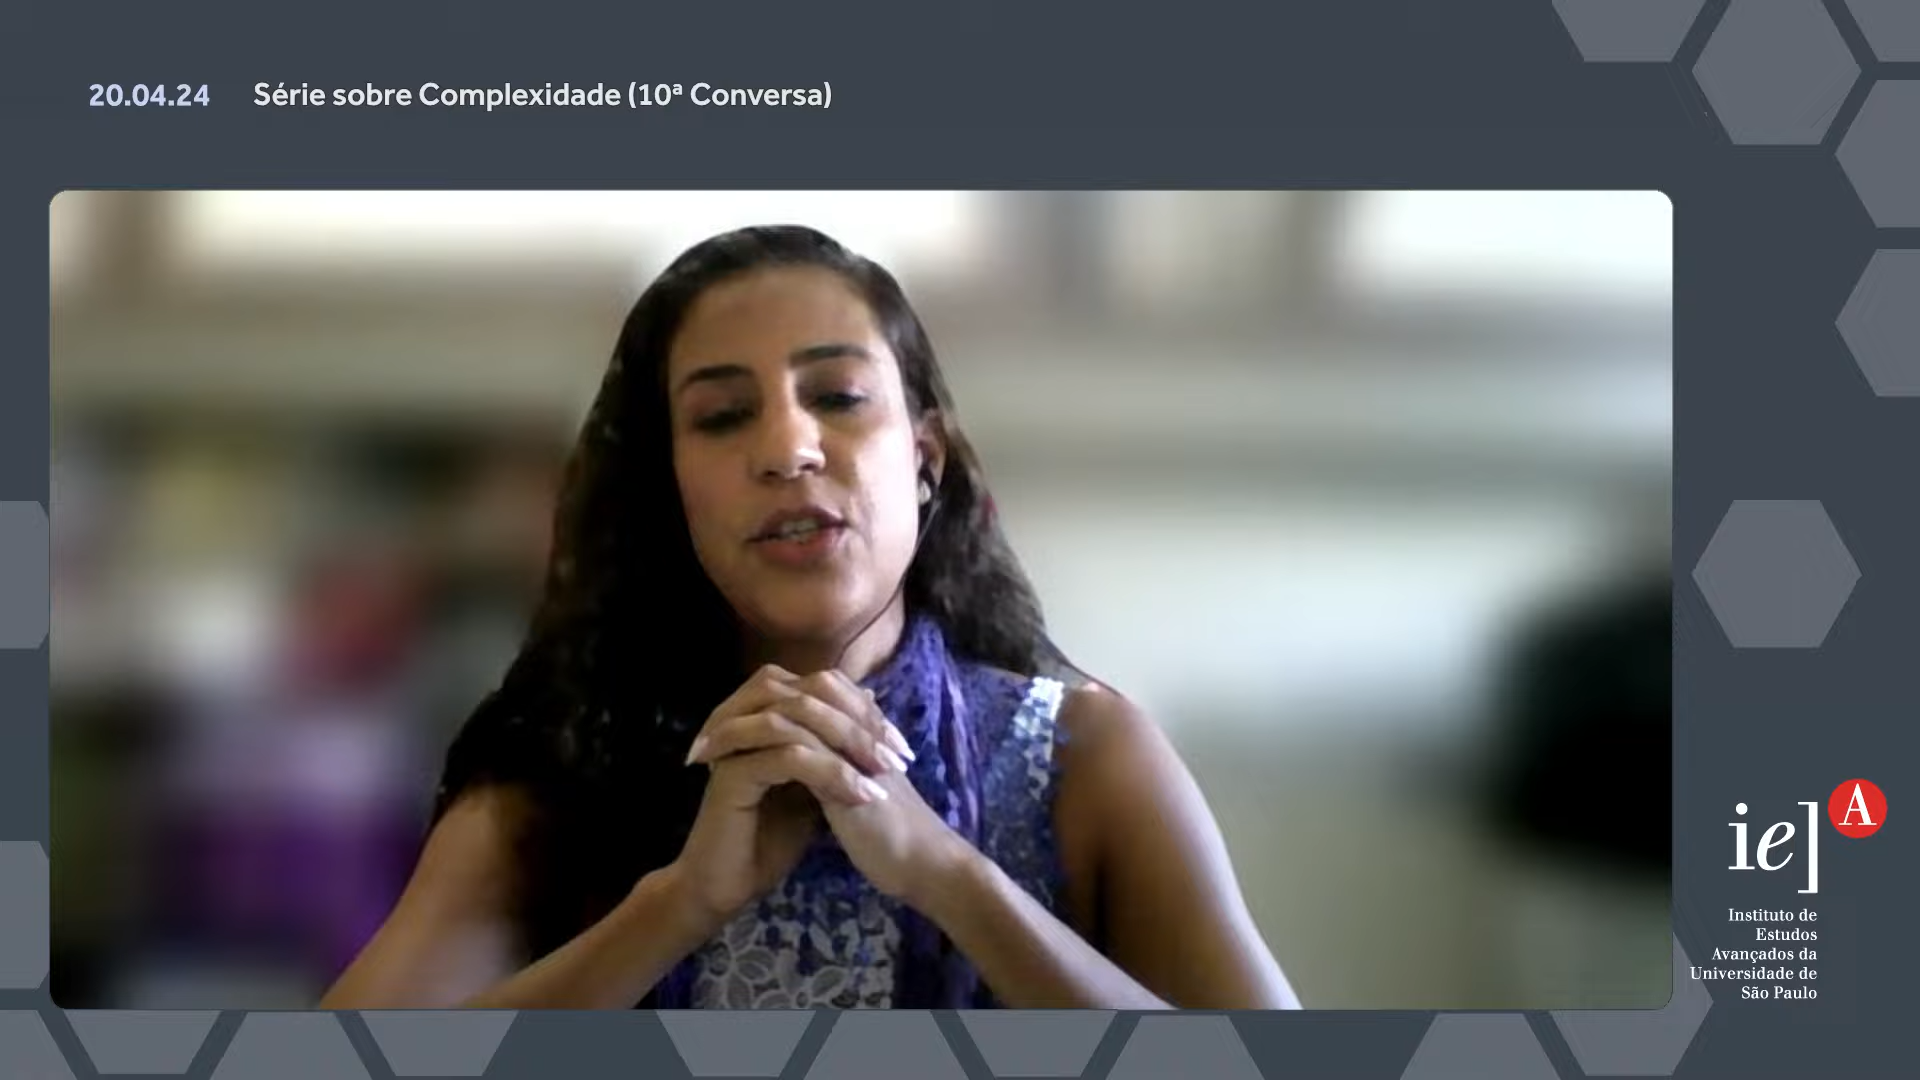 20.04.24 Série sobre Complexidade (10ª Conversa)
ie] A
Instituto de
Estudos
Avançados da
Universidade de
São Paulo